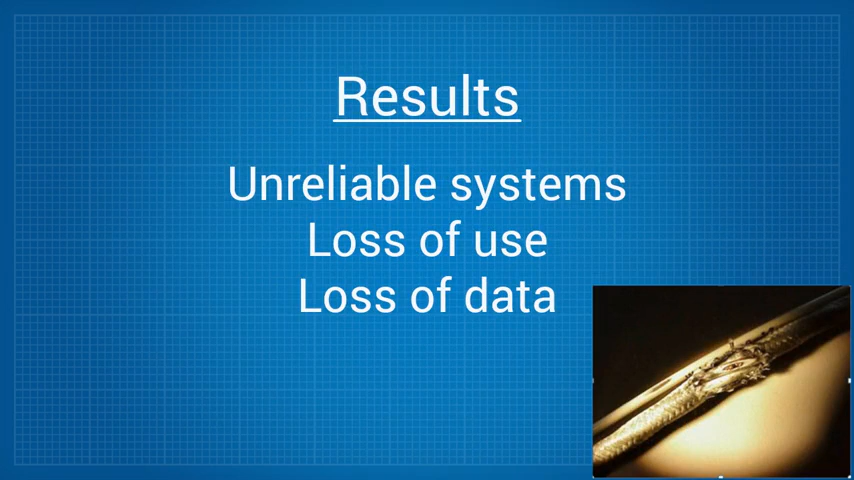 Results
Unreliable systems
Loss of use
Loss of data